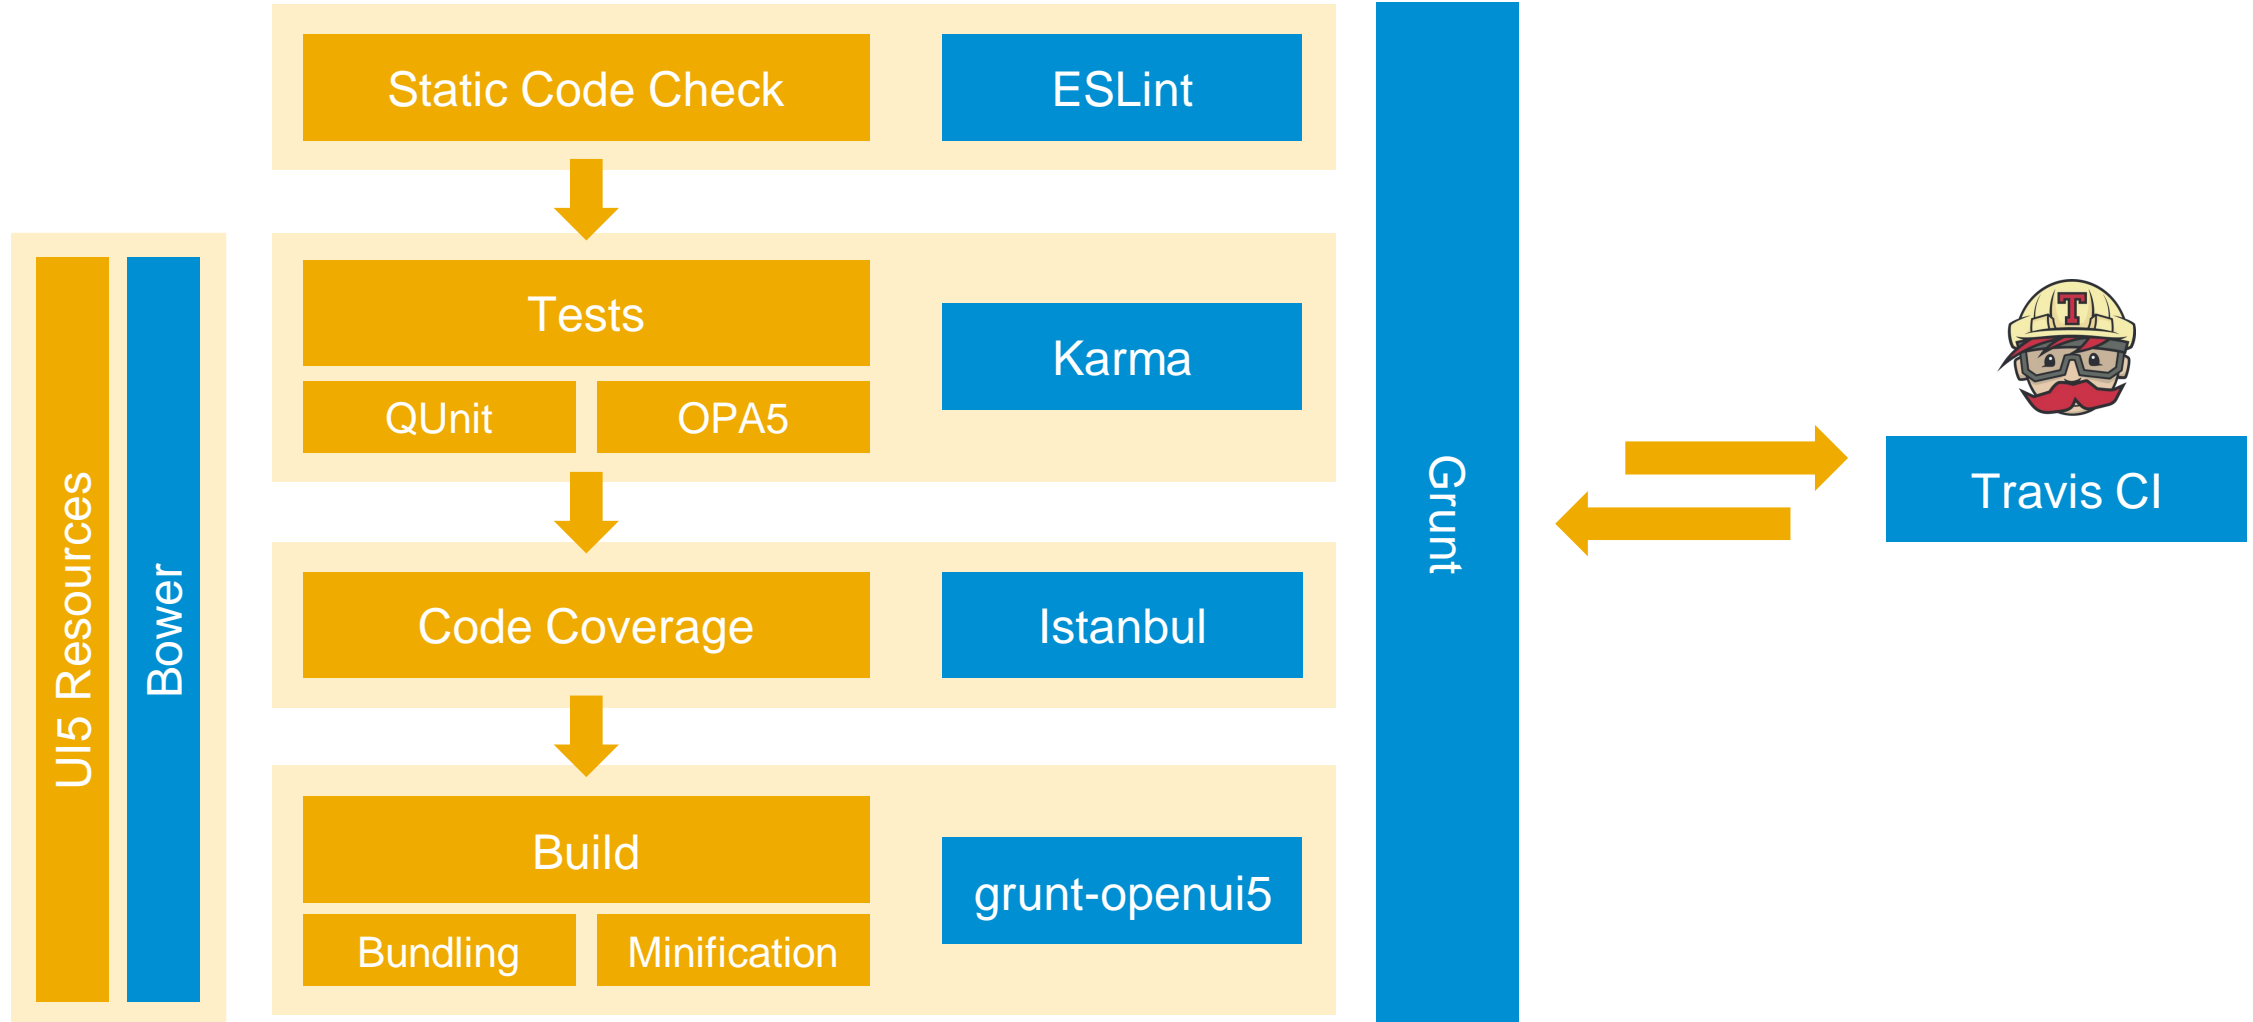 Static Code Check
ESLint
Tests
Karma
QUnit
OPA5
Code Coverage
Istanbul
Build
grunt-openui5
Bundling
Minification
UI5 Resources
Bower
Grunt
T
Travis CI